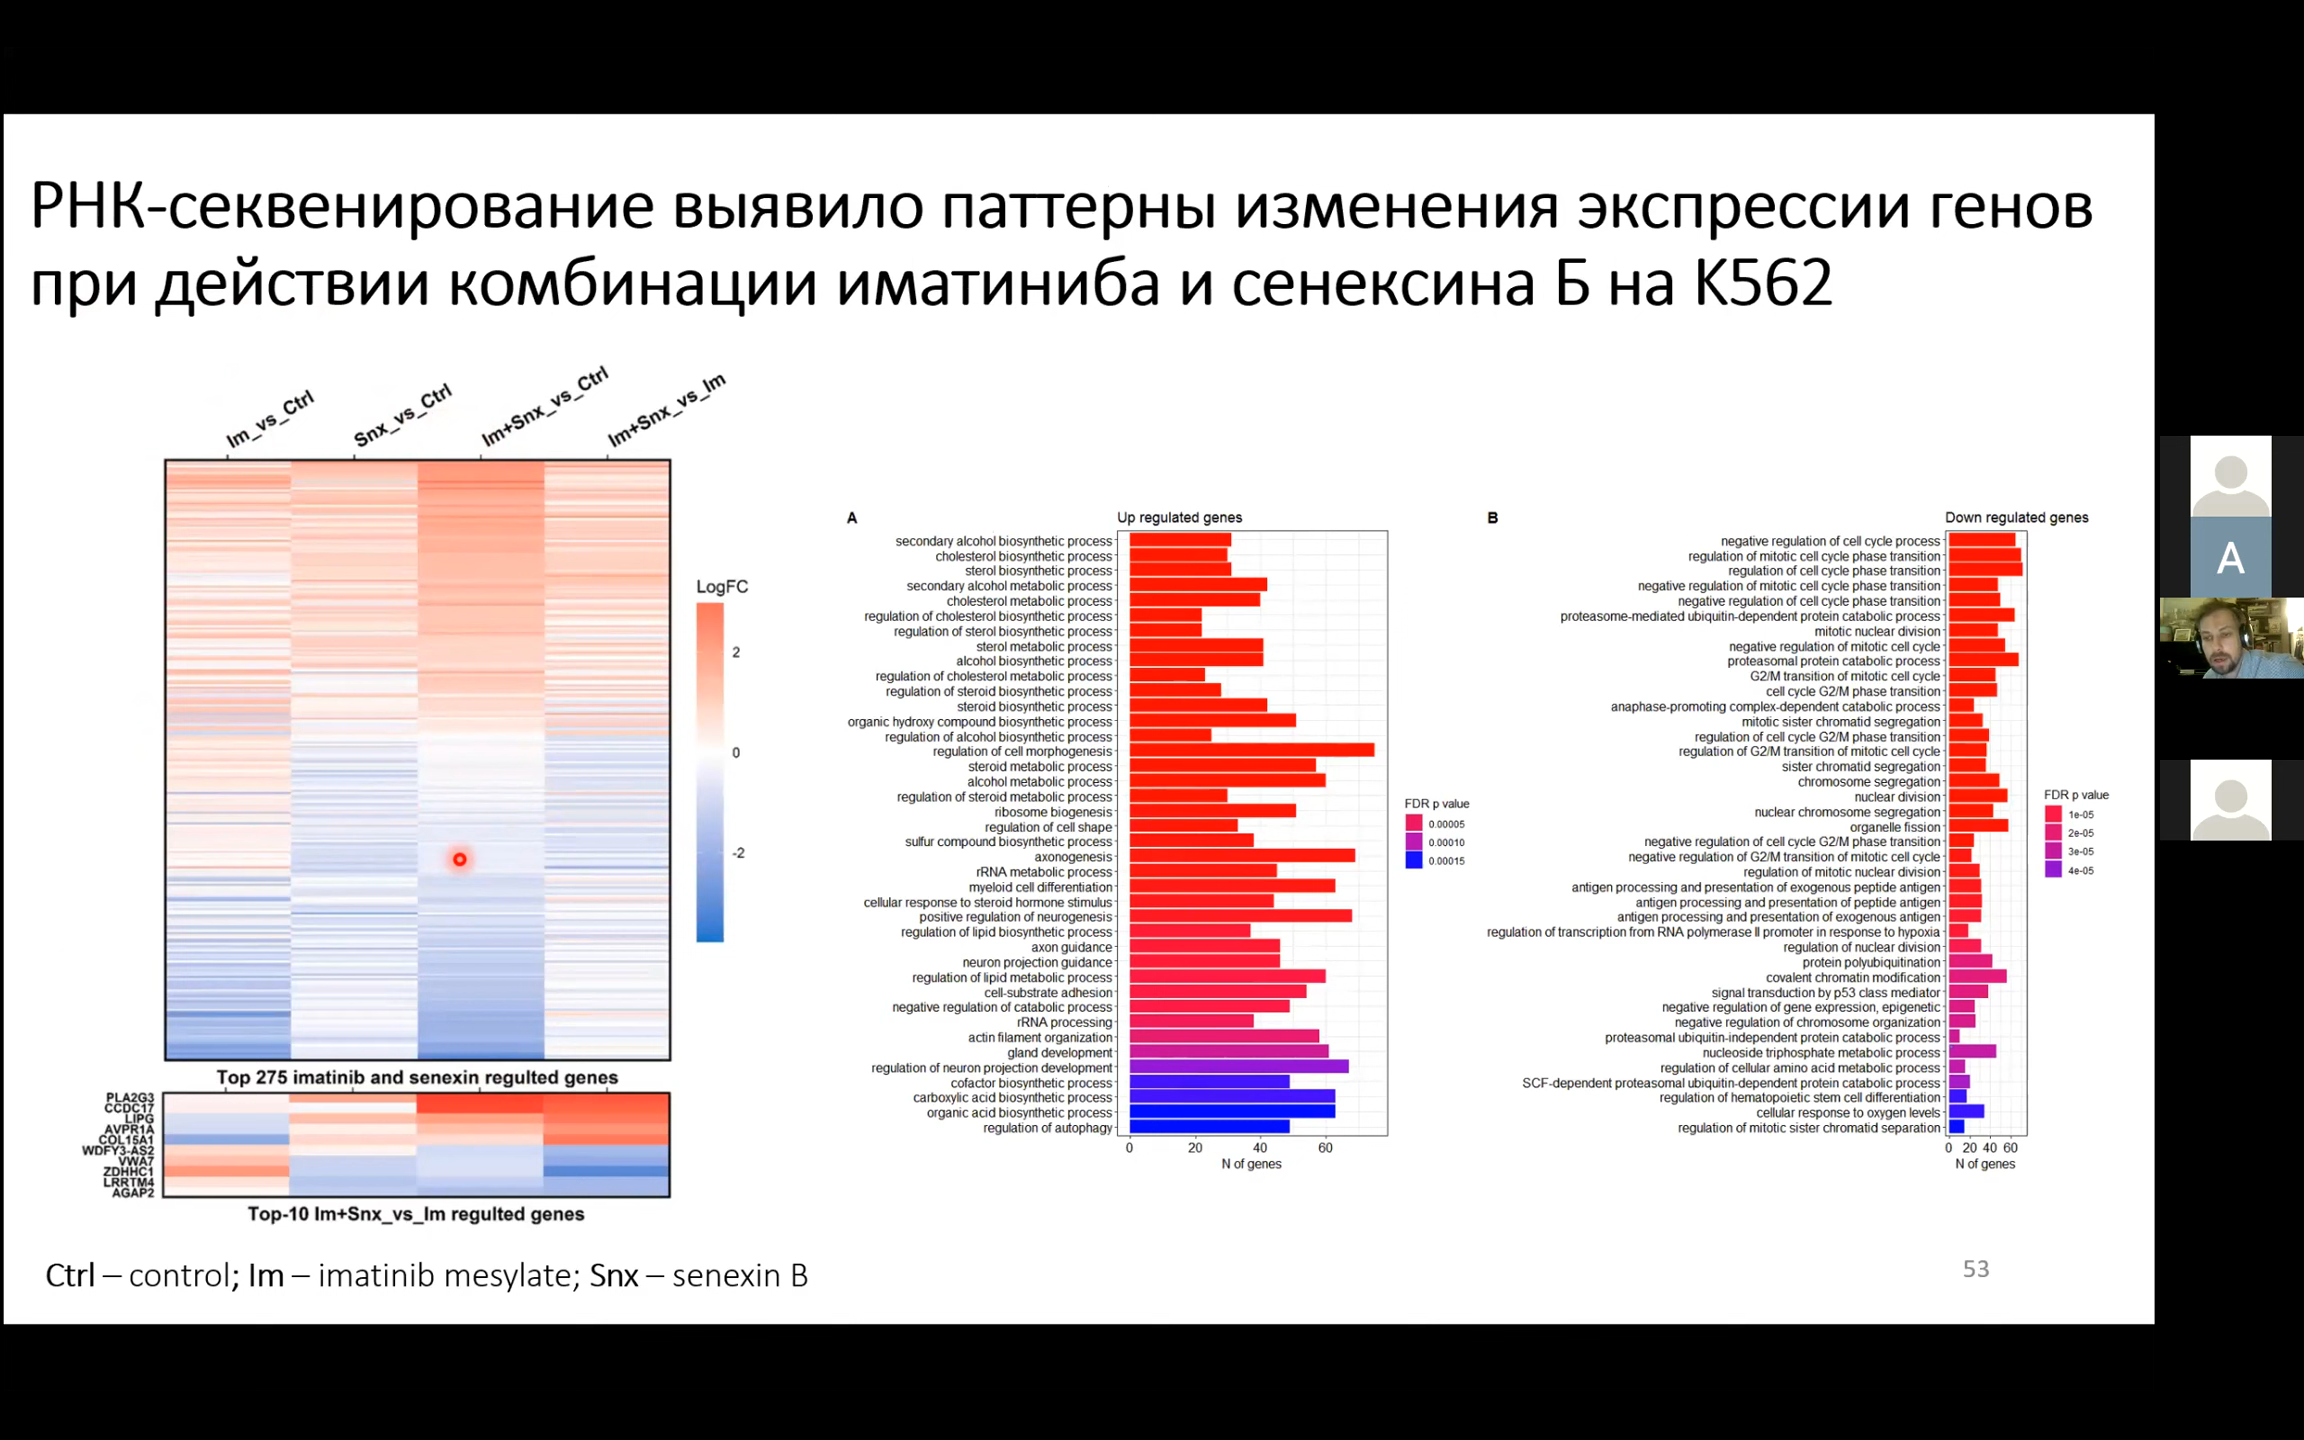 РНК-секвенирование выявило паттерны изменения экспрессии генов
при действии комбинации иматиниба и сенексина Б на K562
Im_vs_Ctrl
Snx_vs_Ctrl
Im+Snx_vs_Ctrl
Im+Snx_vs_Im
LogFC
2
0
-2
Top 275 imatinib and senexin regulted genes
PLA2G3
CCDC17
LIPG
AVPR1A
COL15A1
WDFY3-AS2
VWA7
ZDHHC1
LRRTM4
AGAP2
Top-10 Im+Snx_vs_Im regulted genes
A
Up regulated genes
secondary alcohol biosynthetic process
cholesterol biosynthetic process
sterol biosynthetic process
secondary alcohol metabolic process
cholesterol metabolic process
regulation of cholesterol biosynthetic process
regulation of sterol biosynthetic process
sterol metabolic process
alcohol biosynthetic process
regulation of cholesterol metabolic process
regulation of steroid biosynthetic process
steroid biosynthetic process
organic hydroxy compound biosynthetic process
regulation of alcohol biosynthetic process
regulation of cell morphogenesis
steroid metabolic process
alcohol metabolic process
regulation of steroid metabolic process
ribosome biogenesis
regulation of cell shape
sulfur compound biosynthetic process
axonogenesis
rRNA metabolic process
myeloid cell differentiation
cellular response to steroid hormone stimulus
positive regulation of neurogenesis
regulation of lipid biosynthetic process
axon guidance
neuron projection guidance
regulation of lipid metabolic process
cell-substrate adhesion
negative regulation of catabolic process
rRNA processing
actin filament organization
gland development
regulation of neuron projection development
cofactor biosynthetic process
carboxylic acid biosynthetic process
organic acid biosynthetic process
regulation of autophagy
0 20 40 60
N of genes
FDR p value
0.00005
0.00010
0.00015
B
Down regulated genes
negative regulation of cell cycle process
regulation of mitotic cell cycle phase transition
regulation of cell cycle phase transition
negative regulation of mitotic cell cycle phase transition
negative regulation of cell cycle phase transition
proteasome-mediated ubiquitin-dependent protein catabolic process
mitotic nuclear division
negative regulation of mitotic cell cycle
proteasomal protein catabolic process
G2/M transition of mitotic cell cycle
cell cycle G2/M phase transition
anaphase-promoting complex-dependent catabolic process
mitotic sister chromatid segregation
regulation of cell cycle G2/M phase transition
regulation of G2/M transition of mitotic cell cycle
sister chromatid segregation
chromosome segregation
nuclear division
nuclear chromosome segregation
organelle fission
negative regulation of cell cycle G2/M phase transition
negative regulation of G2/M transition of mitotic cell cycle
regulation of mitotic nuclear division
antigen processing and presentation of exogenous peptide antigen
antigen processing and presentation of peptide antigen
antigen processing and presentation of exogenous antigen
regulation of transcription from RNA polymerase II promoter in response to hypoxia
regulation of nuclear division
protein polyubiquitination
covalent chromatin modification
signal transduction by p53 class mediator
negative regulation of gene expression, epigenetic
negative regulation of chromosome organization
proteasomal ubiquitin-independent protein catabolic process
nucleoside triphosphate metabolic process
regulation of cellular amino acid metabolic process
SCF-dependent proteasomal ubiquitin-dependent protein catabolic process
regulation of hematopoietic stem cell differentiation
cellular response to oxygen levels
regulation of mitotic sister chromatid separation
0 20 40 60
N of genes
FDR p value
1e-05
2e-05
3e-05
4e-05
Ctrl – control; Im – imatinib mesylate; Snx – senexin B
53
A